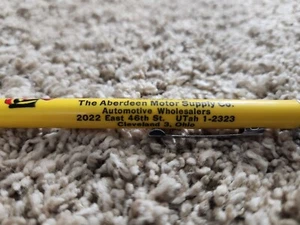 The Aberdeen Motor Supply Co.
Automotive Wholesalers
2022 East 46th St. UTah 1-2323
Cleveland 3, Ohio